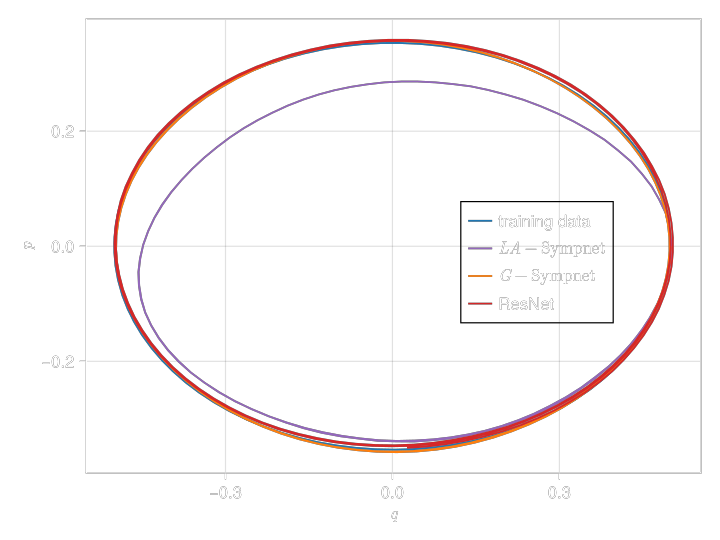 0.2
p
0.0
−0.2
training data
LA − Sympnet
G − Sympnet
ResNet
−0.3
0.0
0.3
q